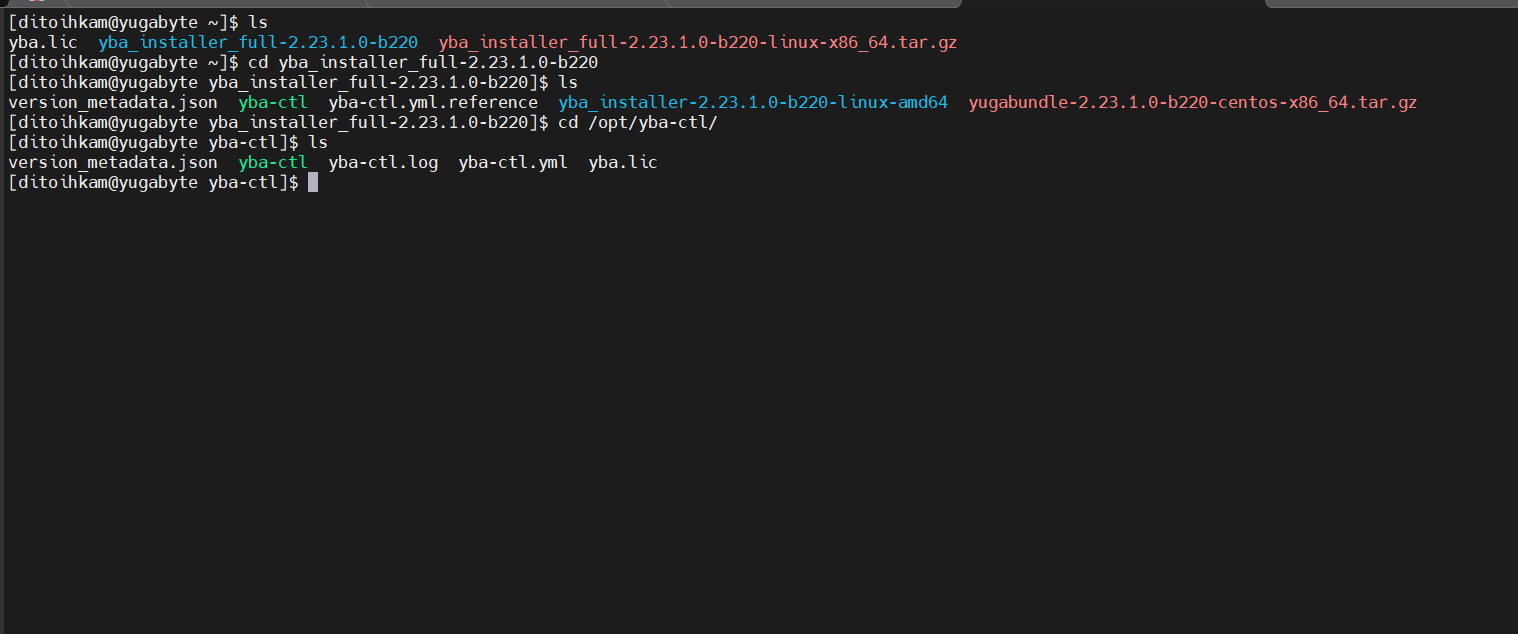 [ditoihkam@yugabyte ~]$ ls
yba.lic  yba_installer_full-2.23.1.0-b220  yba_installer_full-2.23.1.0-b220-linux-x86_64.tar.gz
[ditoihkam@yugabyte ~]$ cd yba_installer_full-2.23.1.0-b220
[ditoihkam@yugabyte yba_installer_full-2.23.1.0-b220]$ ls
version_metadata.json  yba-ctl  yba-ctl.yml.reference  yba_installer-2.23.1.0-b220-linux-amd64  yugabundle-2.23.1.0-b220-centos-x86_64.tar.gz
[ditoihkam@yugabyte yba_installer_full-2.23.1.0-b220]$ cd /opt/yba-ctl/
[ditoihkam@yugabyte yba-ctl]$ ls
version_metadata.json  yba-ctl  yba-ctl.log  yba-ctl.yml  yba.lic
[ditoihkam@yugabyte yba-ctl]$